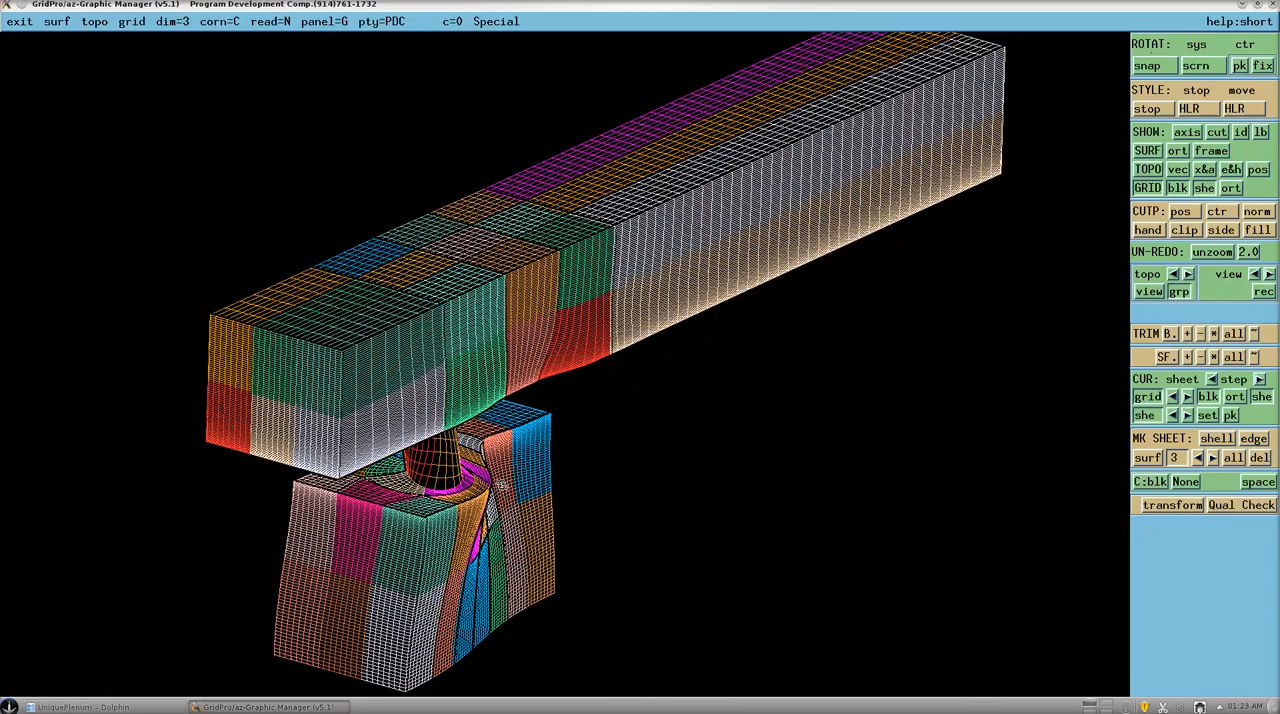 GridPro/az-Graphic Manager (v5.1) Program Development Comp.(914)761-1732
exit surf topo grid dim=3 corn=C read=N panel=G pty=PDC c=0 Special help:short
ROTAT: sys ctr
snap scrn pk fix
STYLE: stop move
stop HLR HLR
SHOW: axis cut id lb
SURF ort frame
TOPO vec x&a e&h pos
GRID blk she ort
CUTP: pos ctr norm
hand clip side fill
UN-REDO: unzoom 2.0
topo view
view grp rec
TRIM B. + - * all ~
SF. + - * all ~
CUR: sheet step
grid blk ort she
she set pk
MK SHEET: shell edge
surf 3 all del
C:blk None space
transform Qual Check
UniquePlenum – Dolphin GridPro/az-Graphic Manager (v5.1) 01:23 AM